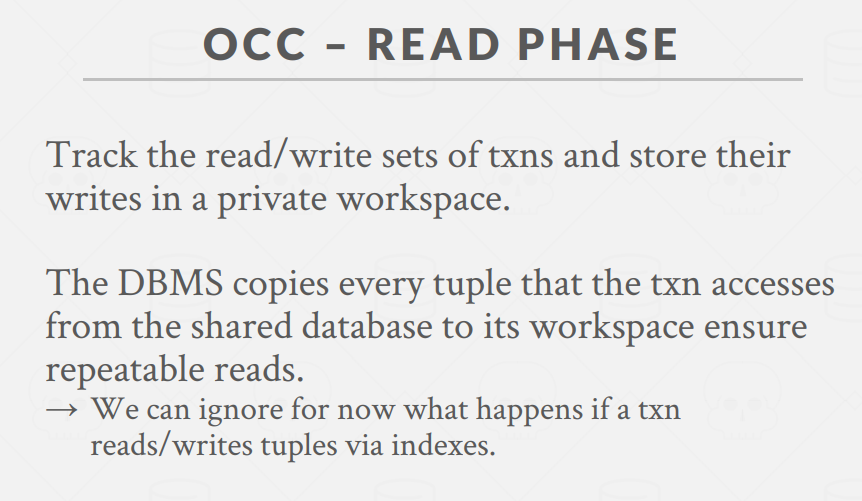 OCC – READ PHASE
Track the read/write sets of txns and store their
writes in a private workspace.
The DBMS copies every tuple that the txn accesses
from the shared database to its workspace ensure
repeatable reads.
→ We can ignore for now what happens if a txn
reads/writes tuples via indexes.